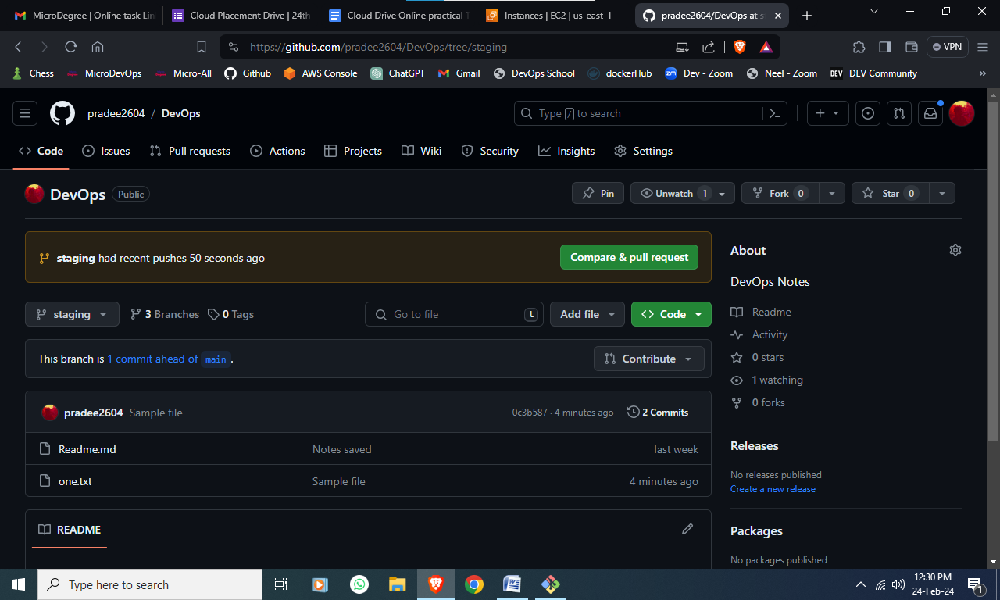 MicroDegree | Online task Lin
Cloud Placement Drive | 24th
Cloud Drive Online practical T
Instances | EC2 | us-east-1
pradee2604/DevOps at s
https://github.com/pradee2604/DevOps/tree/staging
VPN
Chess
MicroDevOps
Micro-All
Github
AWS Console
ChatGPT
Gmail
DevOps School
dockerHub
zm Dev - Zoom
Neel - Zoom
DEV DEV Community
pradee2604 / DevOps
Type / to search
Code
Issues
Pull requests
Actions
Projects
Wiki
Security
Insights
Settings
DevOps Public
Pin
Unwatch 1
Fork 0
Star 0
staging had recent pushes 50 seconds ago
Compare & pull request
staging
3 Branches
0 Tags
Go to file t
Add file
Code
This branch is 1 commit ahead of main .
Contribute
pradee2604 Sample file
0c3b587 · 4 minutes ago
2 Commits
Readme.md Notes saved last week
one.txt Sample file 4 minutes ago
README
About
DevOps Notes
Readme
Activity
0 stars
1 watching
0 forks
Releases
No releases published
Create a new release
Packages
No packages published
Type here to search
12:30 PM
24-Feb-24
1